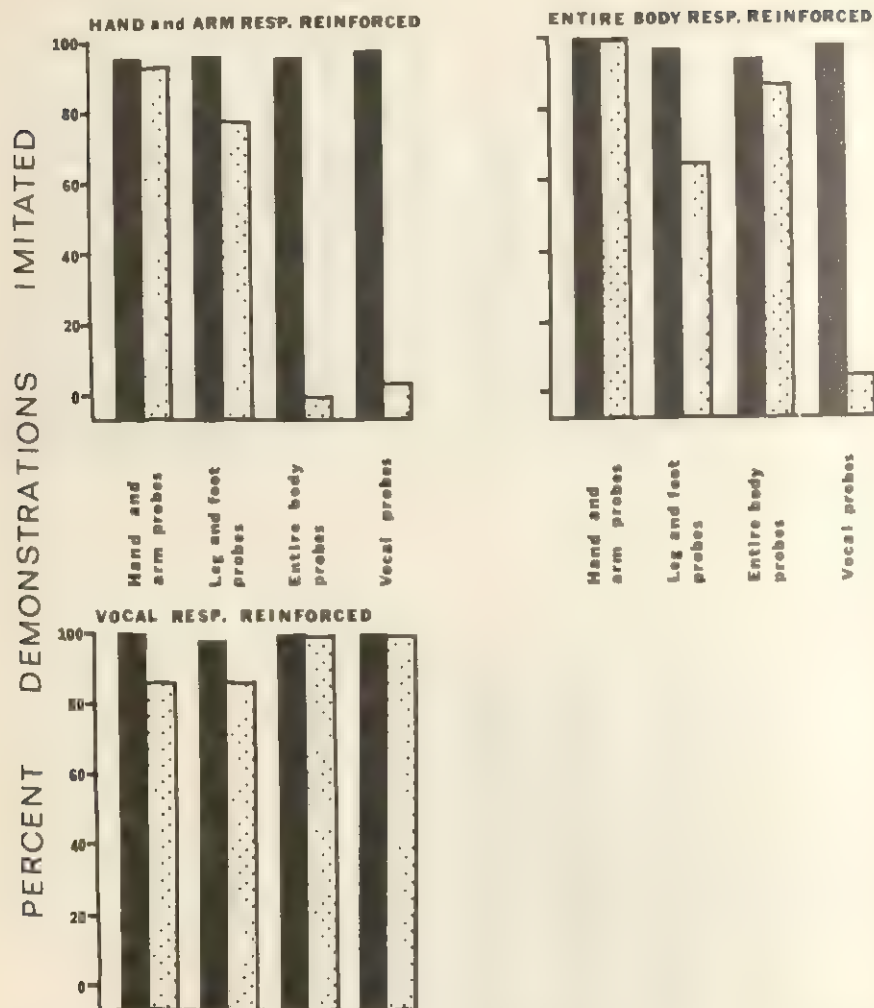 HAND and ARM RESP. REINFORCED
100
80
60
40
20
0
Hand and
arm probes
Leg and foot
probes
Entire body
probes
Vocal probes
ENTIRE BODY RESP. REINFORCED
Hand and
arm probes
Leg and foot
probes
Entire body
probes
Vocal probes
PERCENT DEMONSTRATIONS IMITATED
VOCAL RESP. REINFORCED
100
80
60
40
20
0